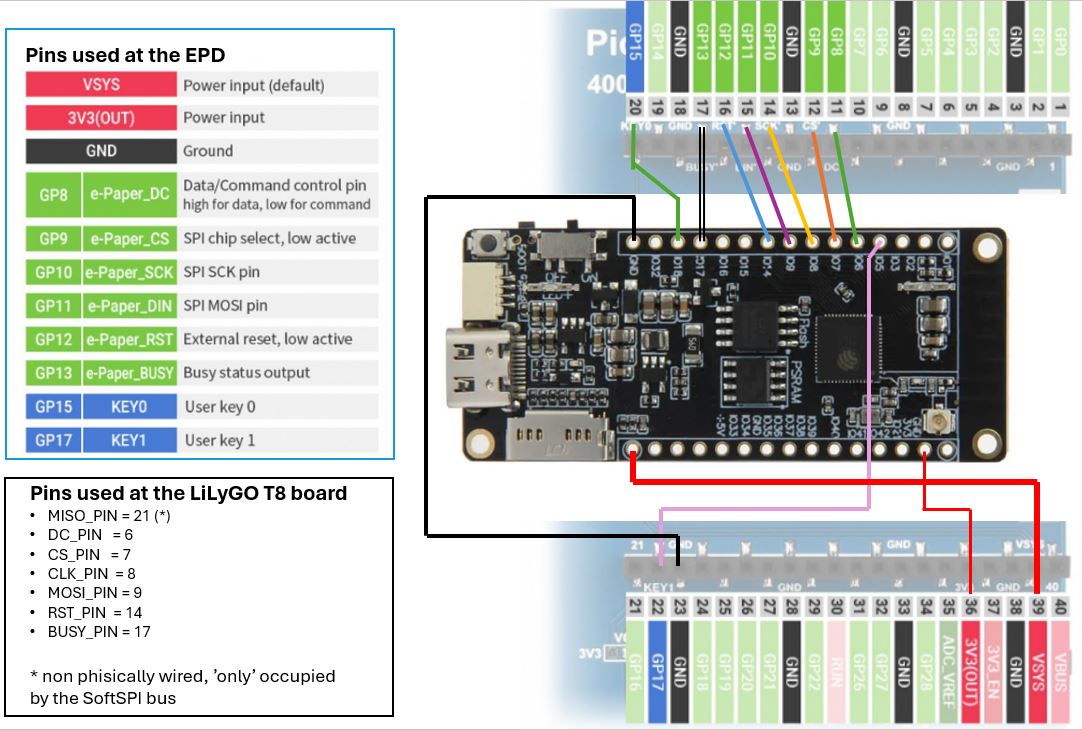 Pins used at the EPD
VSYS Power input (default)
3V3(OUT) Power input
GND Ground
GP8 e-Paper_DC Data/Command control pin
high for data, low for command
GP9 e-Paper_CS SPI chip select, low active
GP10 e-Paper_SCK SPI SCK pin
GP11 e-Paper_DIN SPI MOSI pin
GP12 e-Paper_RST External reset, low active
GP13 e-Paper_BUSY Busy status output
GP15 KEY0 User key 0
GP17 KEY1 User key 1
Pins used at the LiLyGO T8 board
• MISO_PIN = 21 (*)
• DC_PIN = 6
• CS_PIN = 7
• CLK_PIN = 8
• MOSI_PIN = 9
• RST_PIN = 14
• BUSY_PIN = 17
* non phisically wired, ’only’ occupied
by the SoftSPI bus
Pic
400
GP15 GP14 GND GP13 GP12 GP11 GP10 GND GP9 GP8 GP7 GP6 GND GP5 GP4 GP3 GP2 GND GP1 GP0
20 19 18 17 16 15 14 13 12 11 10 9 8 7 6 5 4 3 2 1
KEY0 GND RST SCK CS GND
BUSY DIN GND DC GND 1
GND IO18 IO17 IO16 IO15 IO14 IO9 IO8 IO7 IO6 IO5 IO3 IO2
BOOT OFF
Flash
PSRAM
-5V IO33 IO34 GND IO35 IO36 IO37 IO38 IO39 IO40 3V3 GND
21 GND GND VSYS
KEY1 GND 3V3 GND 40
21 22 23 24 25 26 27 28 29 30 31 32 33 34 35 36 37 38 39 40
3V3
GP16 GP17 GND GP18 GP19 GP20 GP21 GND GP22 RUN GP26 GP27 GND GP28 ADC_VREF 3V3(OUT) 3V3_EN GND VSYS VBUS